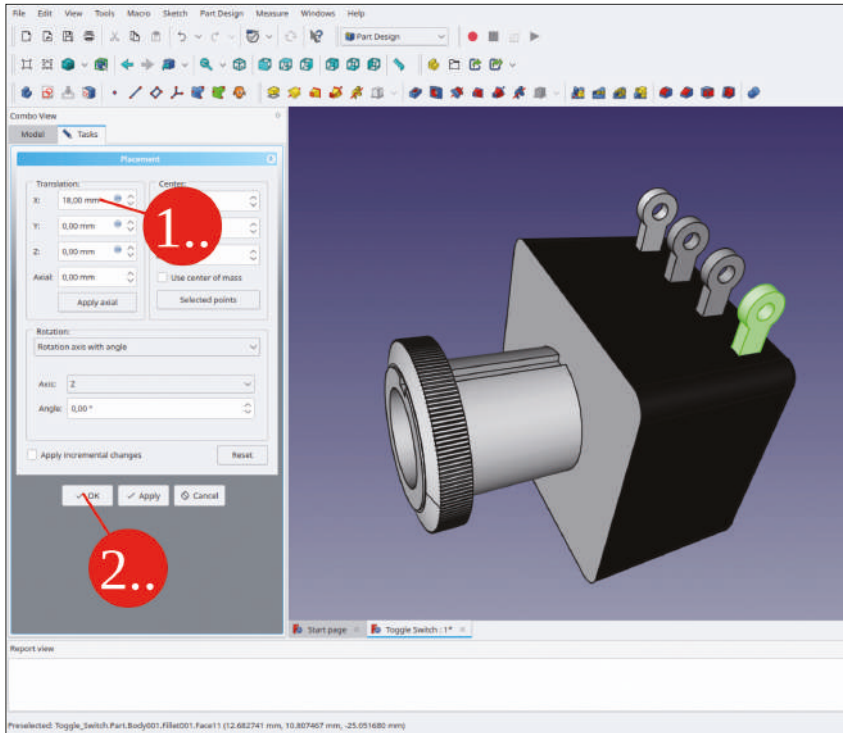 File Edit View Tools Macro Sketch Part Design Measure Windows Help
Part Design
Combo View
Model Tasks
Placement
Translation: Center:
X: 18,00 mm
1..
Y: 0,00 mm
Z: 0,00 mm
Axial: 0,00 mm Use center of mass
Apply axial Selected points
Rotation:
Rotation axis with angle
Axis: Z
Angle: 0,00 °
Apply incremental changes Reset
OK Apply Cancel
2..
Start page Toggle Switch : 1*
Report view
Preselected: Toggle_Switch.Part.Body001.Fillet001.Face11 (12.682741 mm, 10.807467 mm, -25.051680 mm)